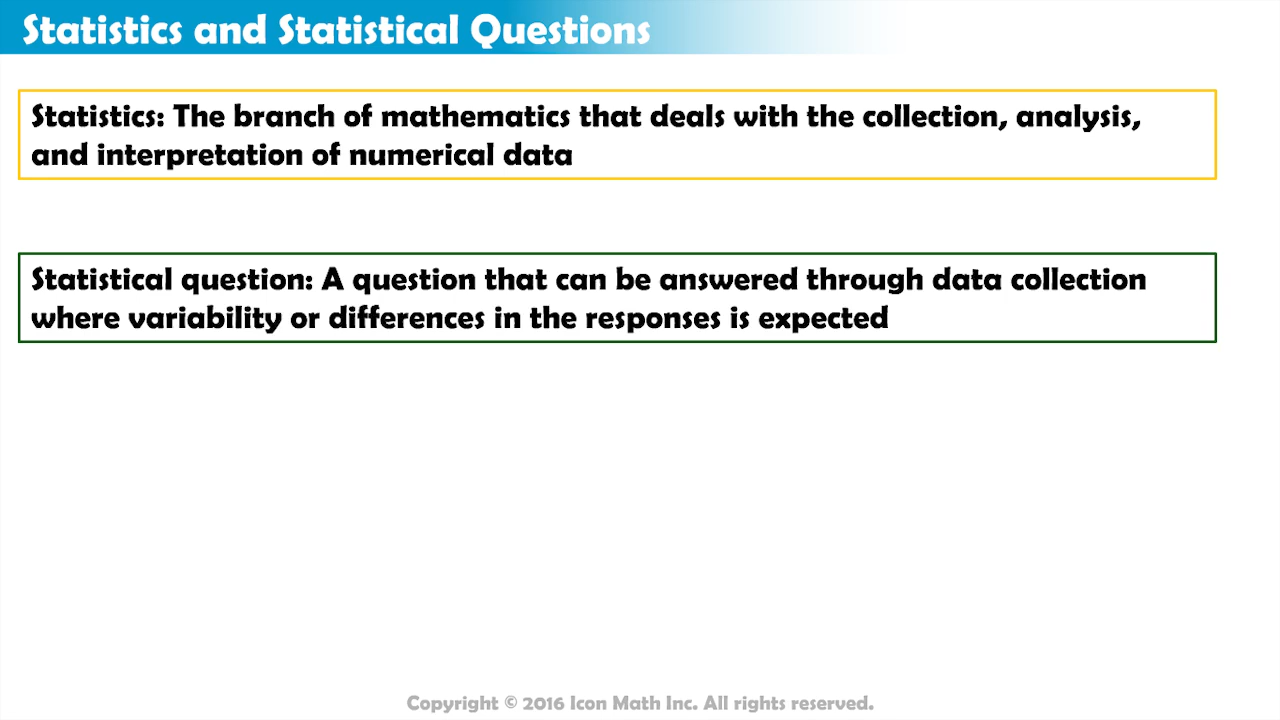 Statistics and Statistical Questions
Statistics: The branch of mathematics that deals with the collection, analysis,
and interpretation of numerical data
Statistical question: A question that can be answered through data collection
where variability or differences in the responses is expected
Copyright © 2016 Icon Math Inc. All rights reserved.